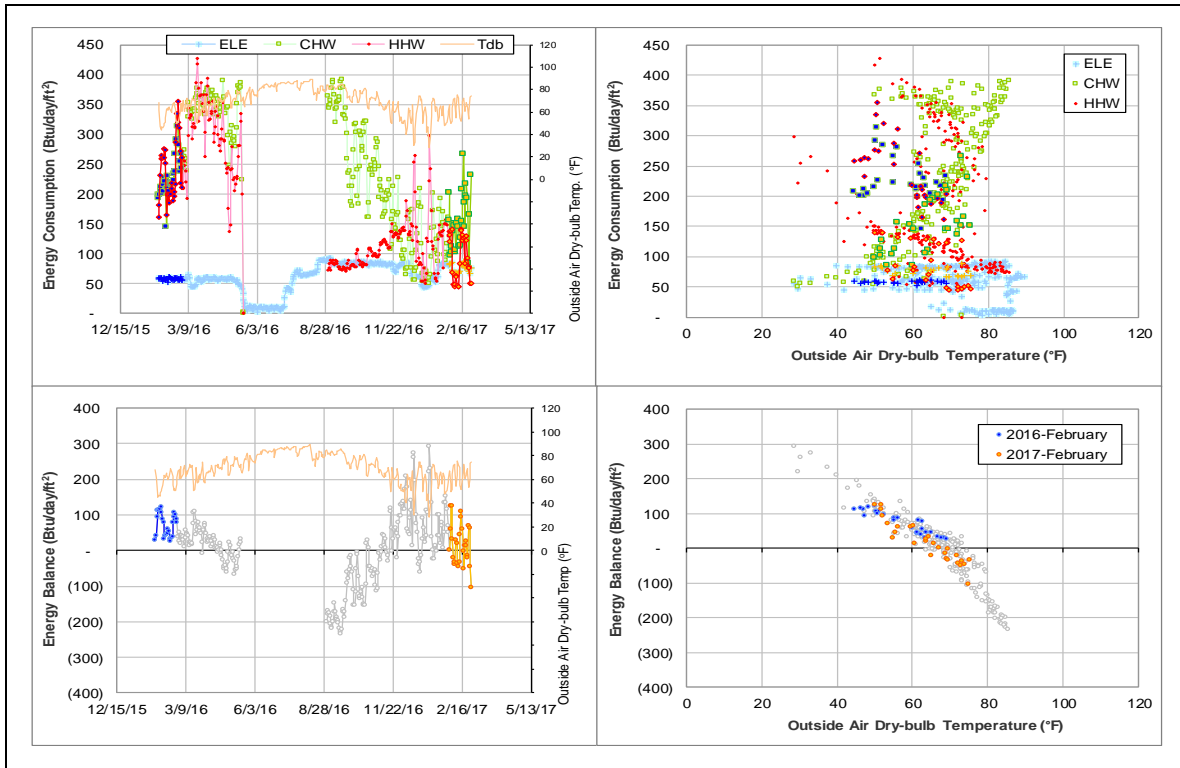 ELE CHW HHW Tdb
Energy Consumption (Btu/day/ft²)
450
400
350
300
250
200
150
100
50
-
120
100
80
60
40
20
0
Outside Air Dry-bulb Temp. (°F)
12/15/15 3/9/16 6/3/16 8/28/16 11/22/16 2/16/17 5/13/17
Energy Consumption (Btu/day/ft²)
450
400
350
300
250
200
150
100
50
-
ELE
CHW
HHW
0 20 40 60 80 100 120
Outside Air Dry-bulb Temperature (°F)
Energy Balance (Btu/day/ft²)
400
300
200
100
-
(100)
(200)
(300)
(400)
120
100
80
60
40
20
0
Outside Air Dry-bulb Temp (°F)
12/15/15 3/9/16 6/3/16 8/28/16 11/22/16 2/16/17 5/13/17
Energy Balance (Btu/day/ft²)
400
300
200
100
-
(100)
(200)
(300)
(400)
2016-February
2017-February
0 20 40 60 80 100 120
Outside Air Dry-bulb Temperature (°F)